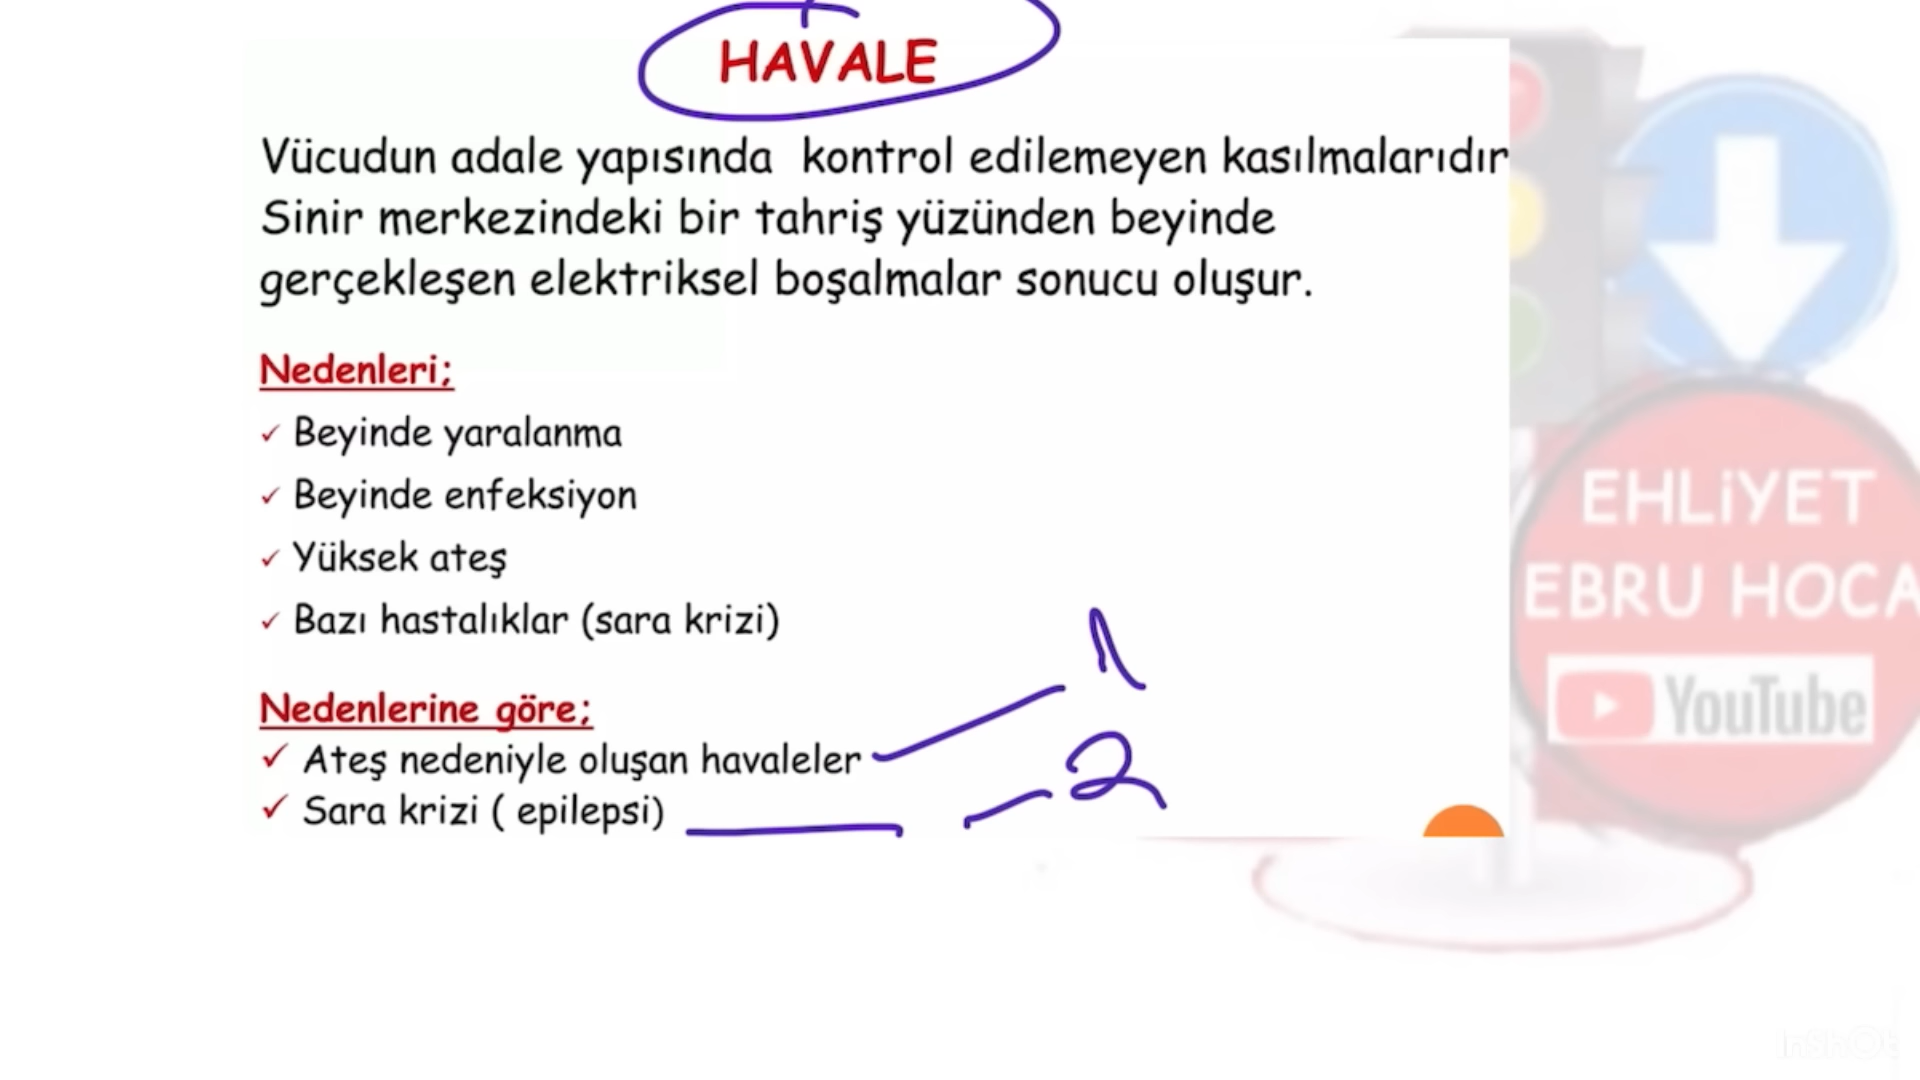 HAVALE
Vücudun adale yapısında kontrol edilemeyen kasılmalarıdır
Sinir merkezindeki bir tahriş yüzünden beyinde
gerçekleşen elektriksel boşalmalar sonucu oluşur.
Nedenleri;
✓ Beyinde yaralanma
✓ Beyinde enfeksiyon
✓ Yüksek ateş
✓ Bazı hastalıklar (sara krizi)
Nedenlerine göre;
✓ Ateş nedeniyle oluşan havaleler
1
✓ Sara krizi ( epilepsi)
2
EHLİYET
EBRU HOCA
YouTube
InShOt